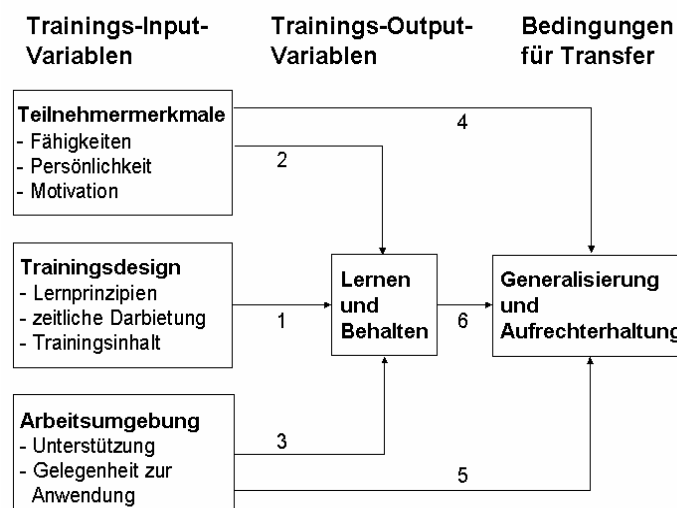 Trainings-Input-
Variablen
Trainings-Output-
Variablen
Bedingungen
für Transfer
Teilnehmermerkmale
- Fähigkeiten
- Persönlichkeit
- Motivation
4
2
Trainingsdesign
- Lernprinzipien
- zeitliche Darbietung
- Trainingsinhalt
1
Lernen
und
Behalten
6
Generalisierung
und
Aufrechterhaltung
Arbeitsumgebung
- Unterstützung
- Gelegenheit zur
Anwendung
3
5